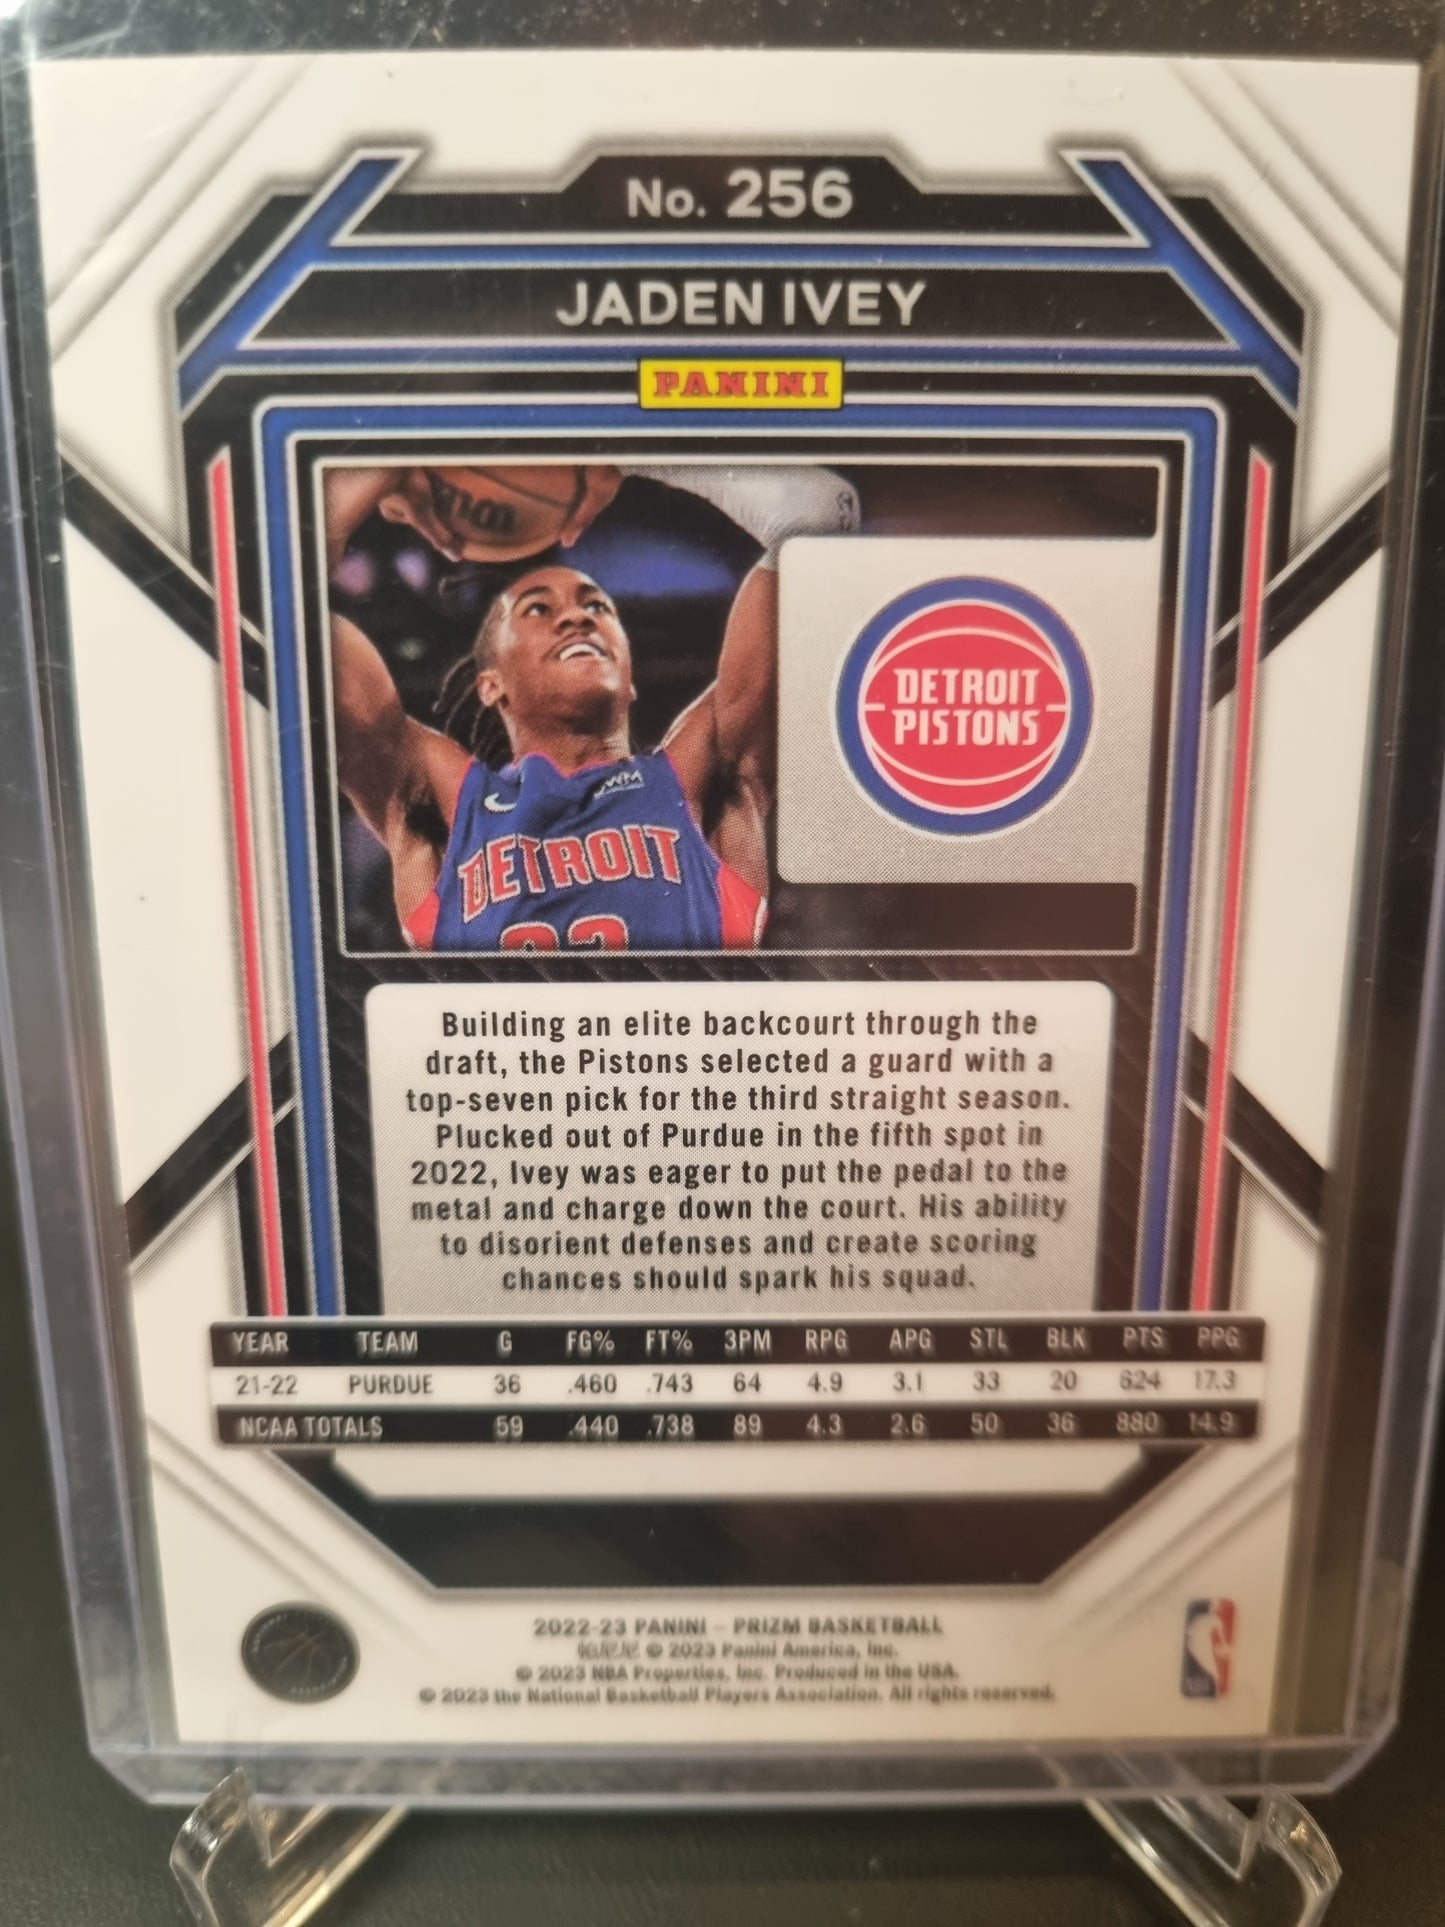 No. 256
JADEN IVEY
PANINI
WM
DETROIT
DETROIT
PISTONS
Building an elite backcourt through the
draft, the Pistons selected a guard with a
top-seven pick for the third straight season.
Plucked out of Purdue in the fifth spot in
2022, Ivey was eager to put the pedal to the
metal and charge down the court. His ability
to disorient defenses and create scoring
chances should spark his squad.
YEAR TEAM G FG% FT% 3PM RPG APG STL BLK PTS PPG
21-22 PURDUE 36 .460 .743 64 4.9 3.1 33 20 624 17.3
NCAA TOTALS 59 .440 .738 89 4.3 2.6 50 36 880 14.9
2022-23 PANINI – PRIZM BASKETBALL
© 2023 Panini America, Inc.
© 2023 NBA Properties, Inc. Produced in the USA.
© 2023 the National Basketball Players Association. All rights reserved.